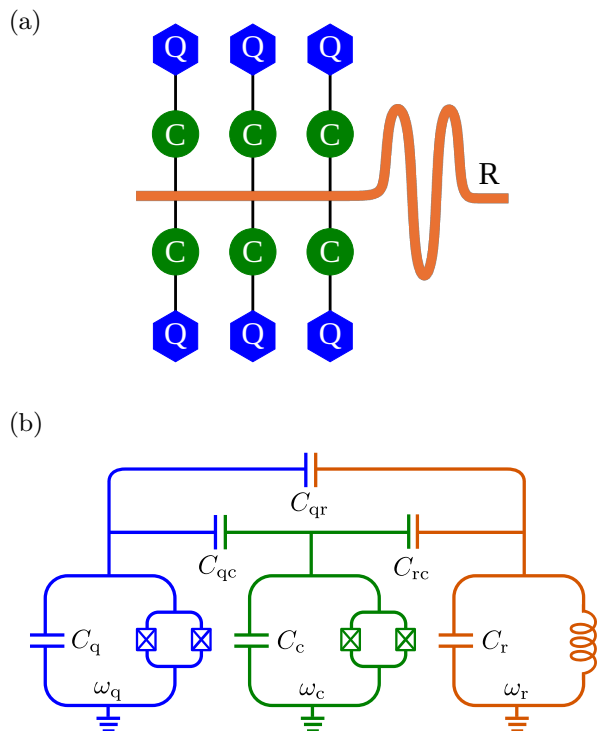 (a)
Q Q Q
C C C
R
C C C
Q Q Q
(b)
C_qr
C_qc C_rc
C_q C_c C_r
ω_q ω_c ω_r